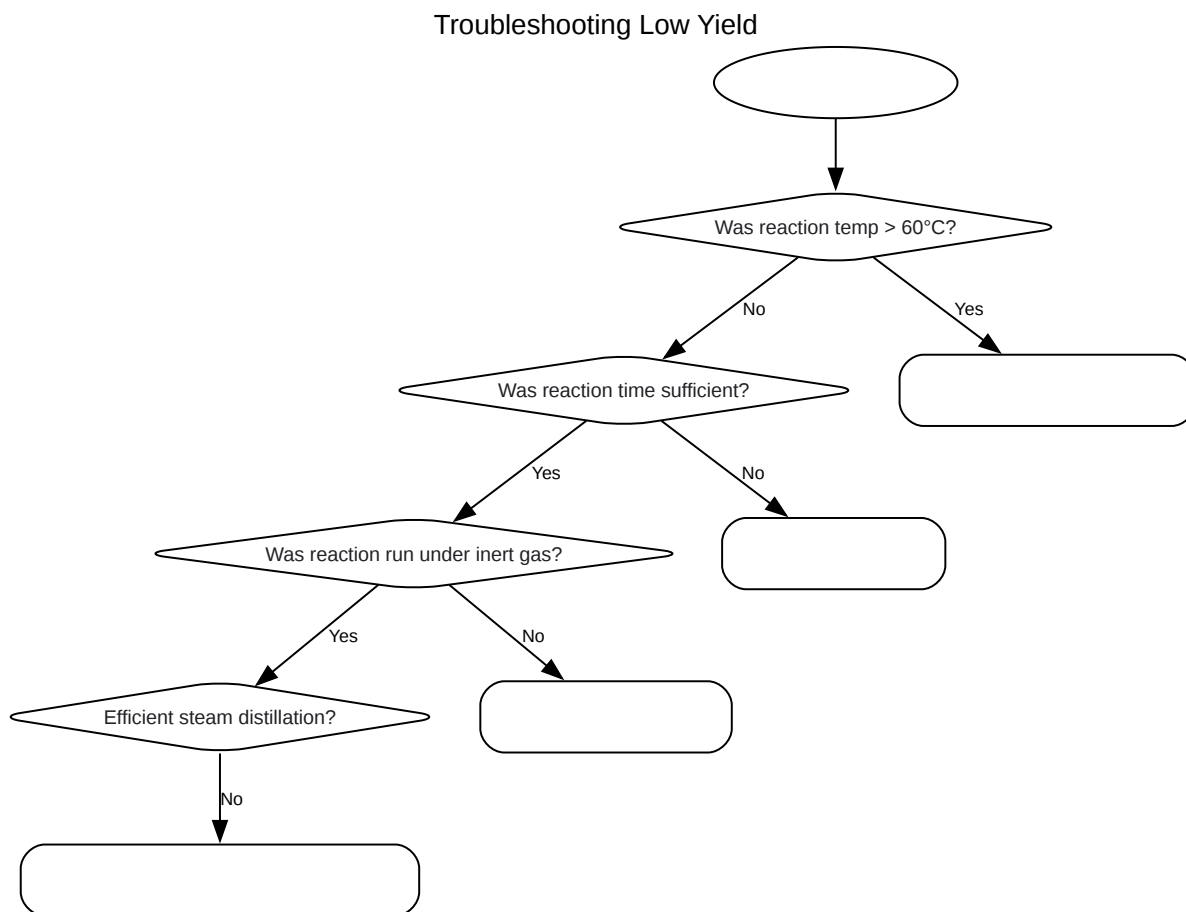 Troubleshooting Low Yield
Was reaction temp > 60°C?
No
Yes
Was reaction time sufficient?
Yes
No
Was reaction run under inert gas?
Yes
No
Efficient steam distillation?
No